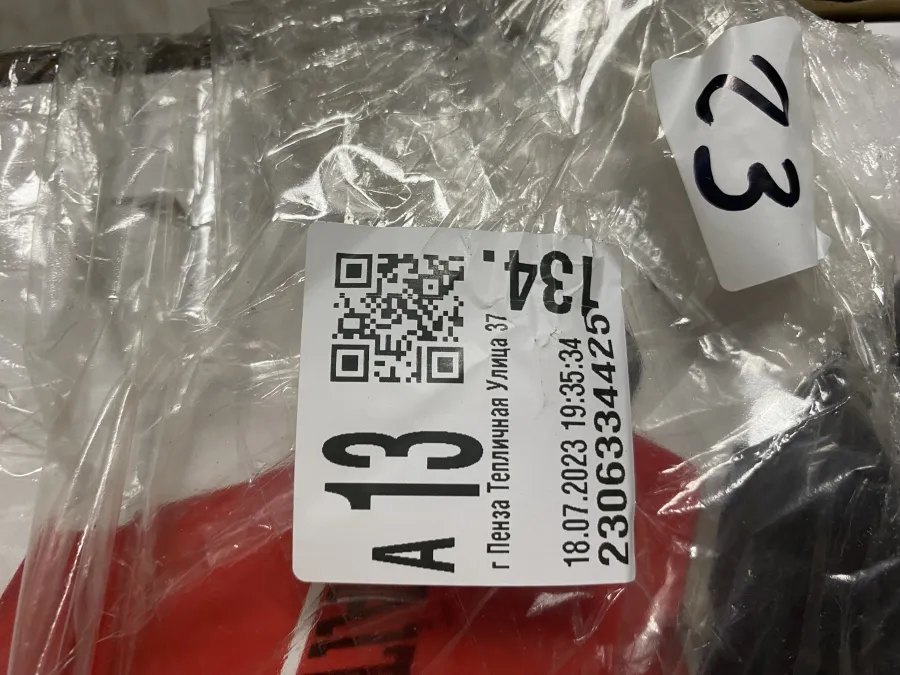 А 13
134.
г Пенза Тепличная Улица 37
18.07.2023 19:35:34
2306334425
23